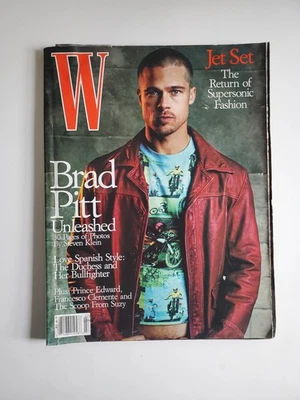 W
Jet Set
The
Return of
Supersonic
Fashion
Brad
Pitt
Unleashed
Pages of Photos
By Steven Klein
Love Spanish Style:
The Duchess and
Her Bullfighter
Plus: Prince Edward,
Francesco Clemente and
The Scoop From Suzy